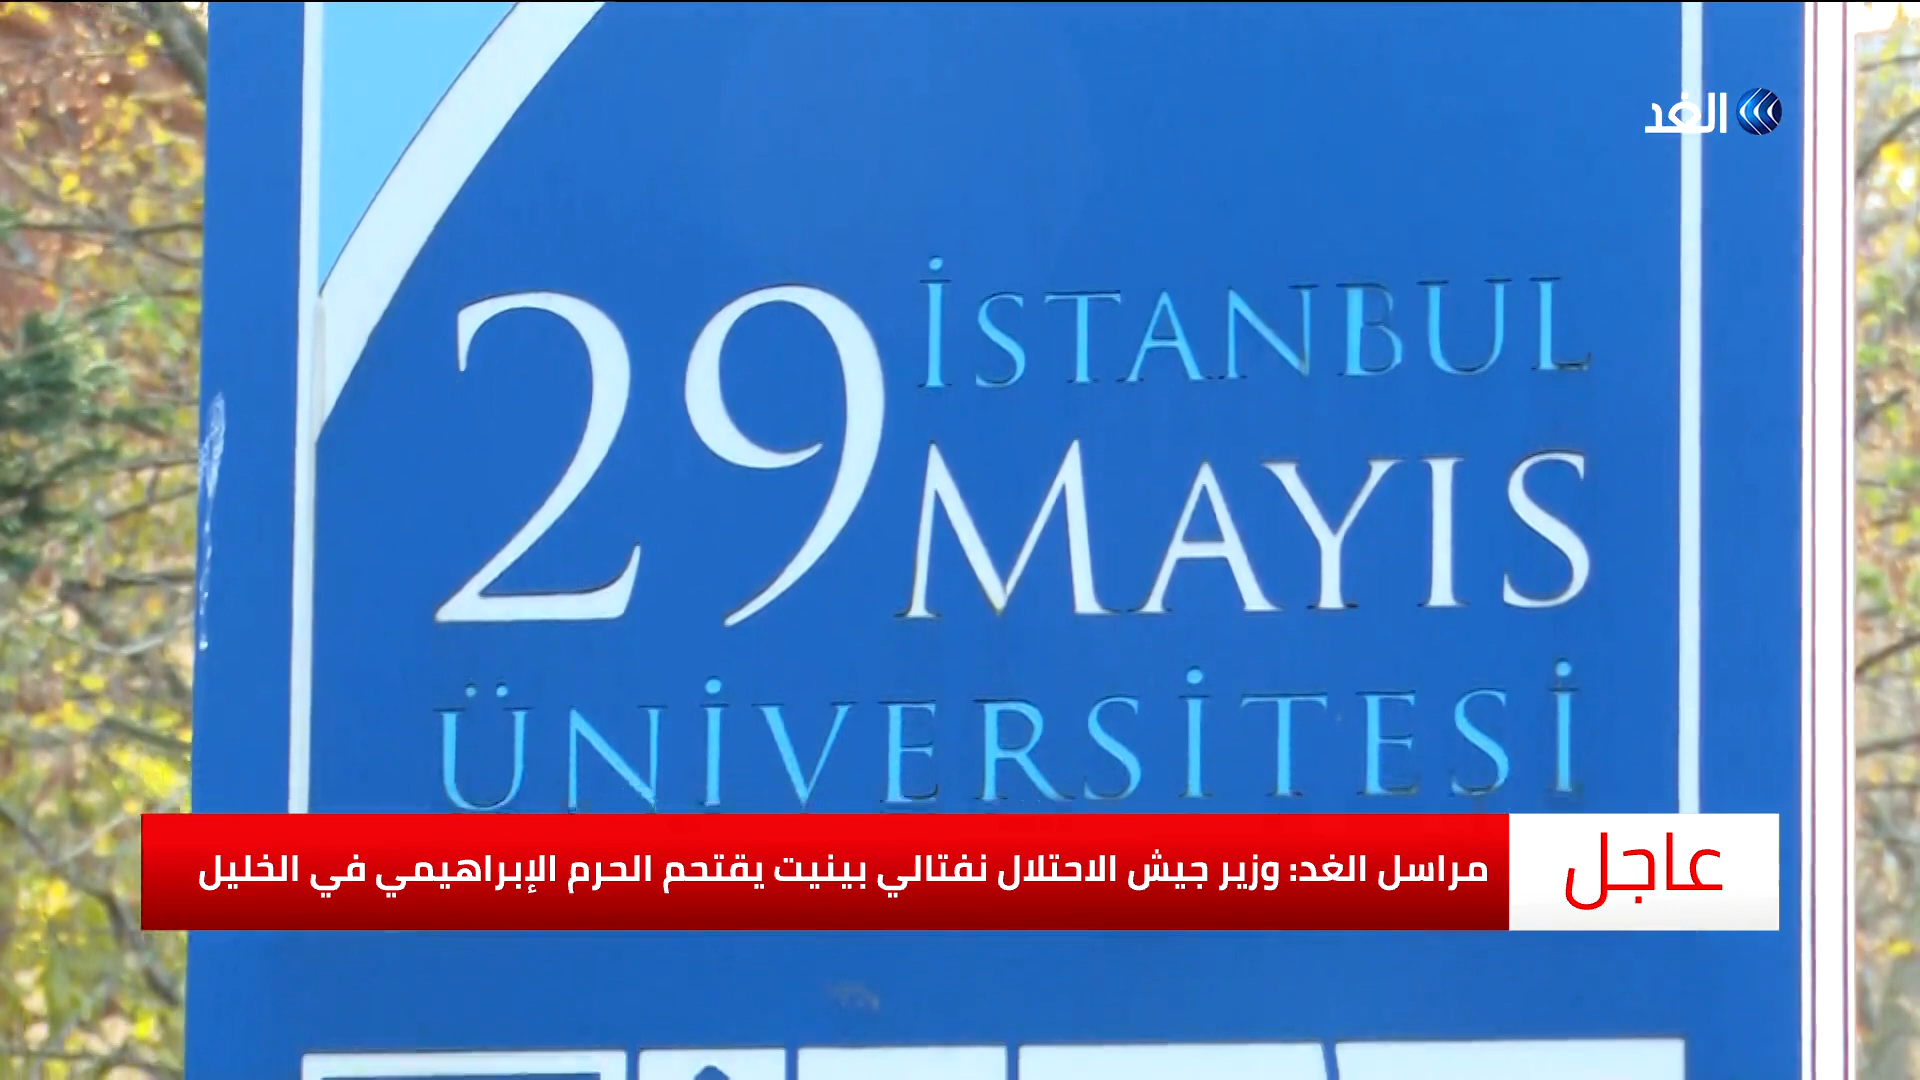 الغد
İSTANBUL
29 MAYIS
ÜNİVERSİTESİ
عاجل
مراسل الغد: وزير جيش الاحتلال نفتالي بينيت يقتحم الحرم الإبراهيمي في الخليل